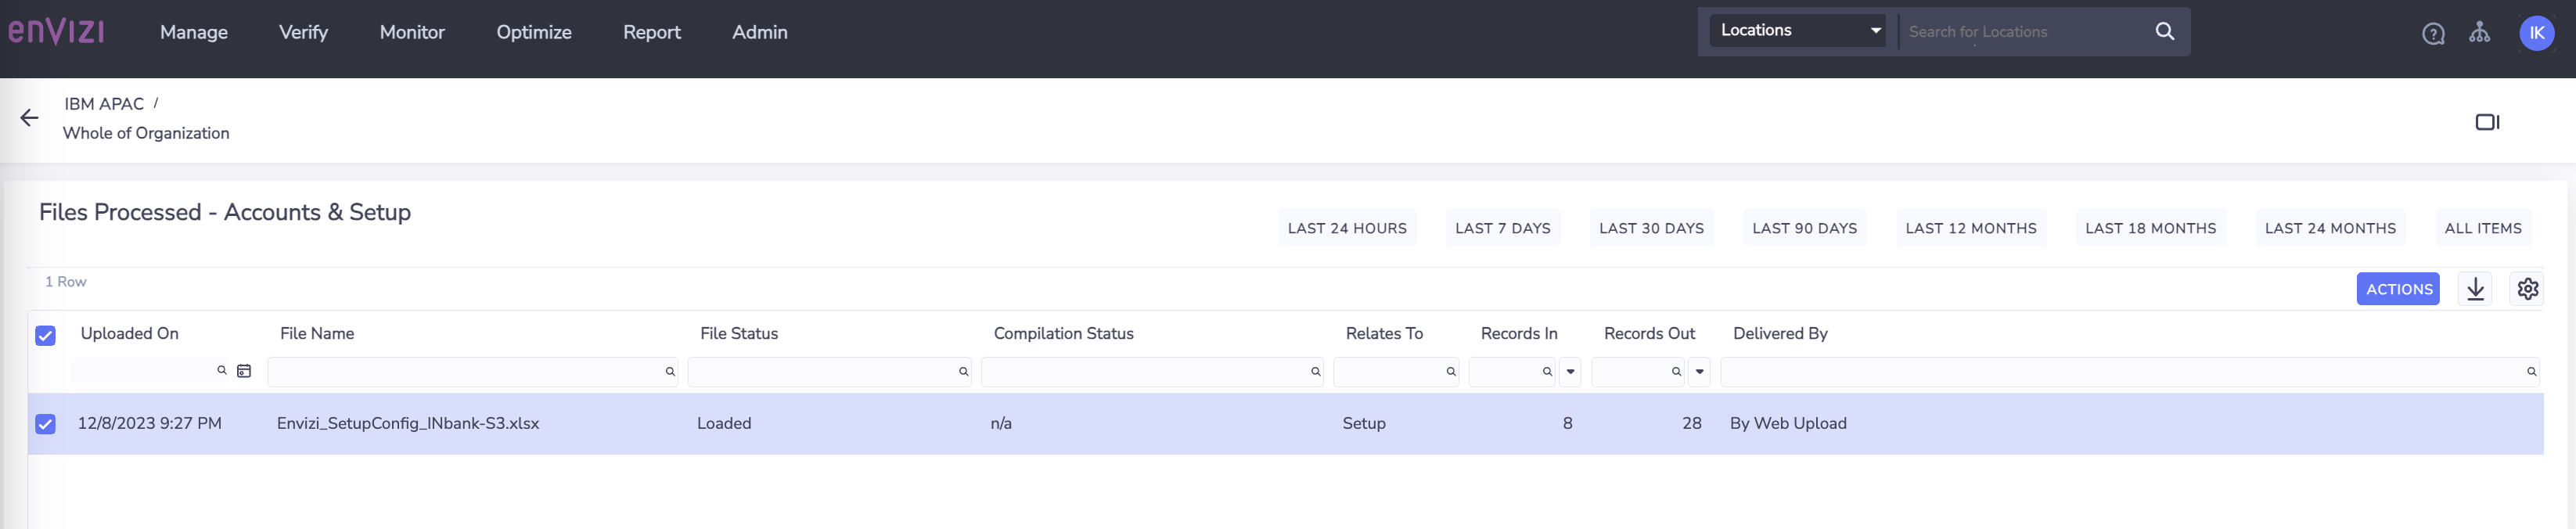 enVIZI
Manage Verify Monitor Optimize Report Admin
Locations Search for Locations
IK
IBM APAC /
Whole of Organization
Files Processed - Accounts & Setup
LAST 24 HOURS LAST 7 DAYS LAST 30 DAYS LAST 90 DAYS LAST 12 MONTHS LAST 18 MONTHS LAST 24 MONTHS ALL ITEMS
1 Row
ACTIONS
Uploaded On File Name File Status Compilation Status Relates To Records In Records Out Delivered By
12/8/2023 9:27 PM Envizi_SetupConfig_INbank-S3.xlsx Loaded n/a Setup 8 28 By Web Upload